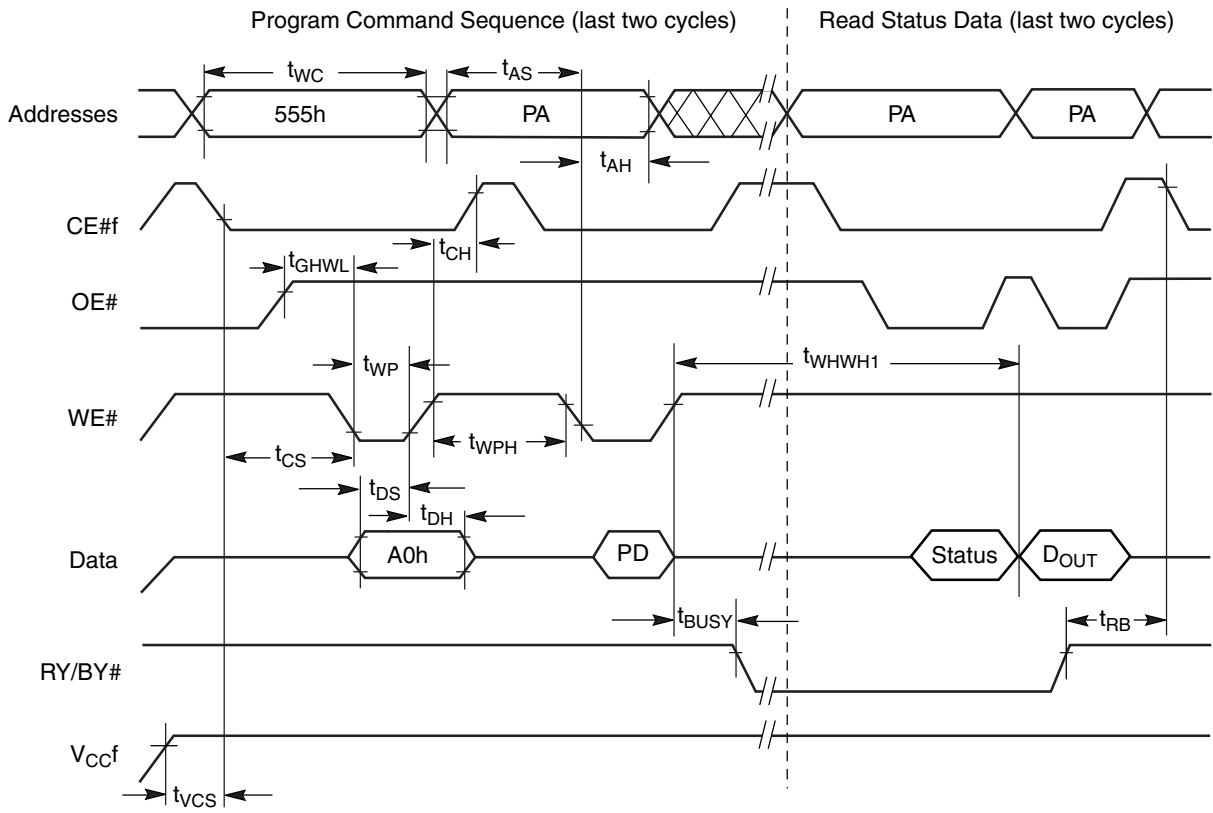 Program Command Sequence (last two cycles)
Read Status Data (last two cycles)
tWC
tAS
Addresses
555h
PA
PA
PA
tAH
CE#f
tCH
tGHWL
OE#
tWP
tWHWH1
WE#
tWPH
tCS
tDS
tDH
Data
A0h
PD
Status
DOUT
tBUSY
tRB
RY/BY#
VCCf
tVCS